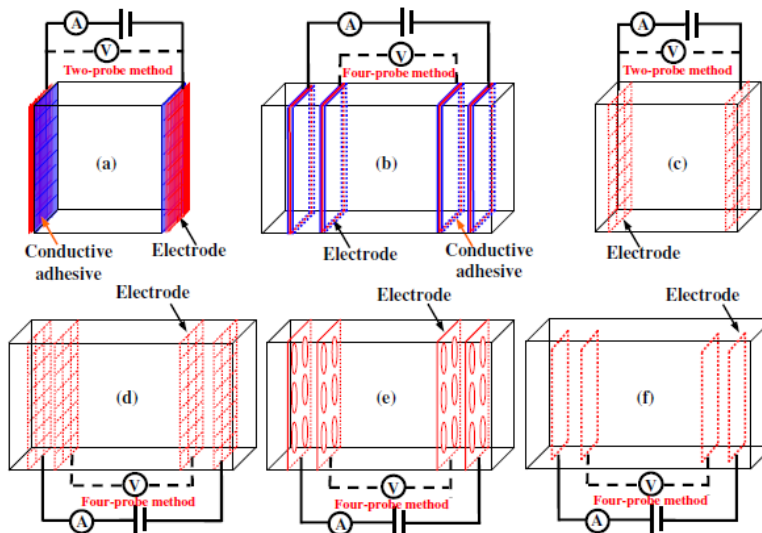 A
V
Two-probe method
(a)
Conductive
adhesive
Electrode
A
V
Four-probe method
(b)
Electrode
Conductive
adhesive
A
V
Two-probe method
(c)
Electrode
Electrode
(d)
V
Four-probe method
A
Electrode
(e)
V
Four-probe method
A
Electrode
(f)
V
Four-probe method
A